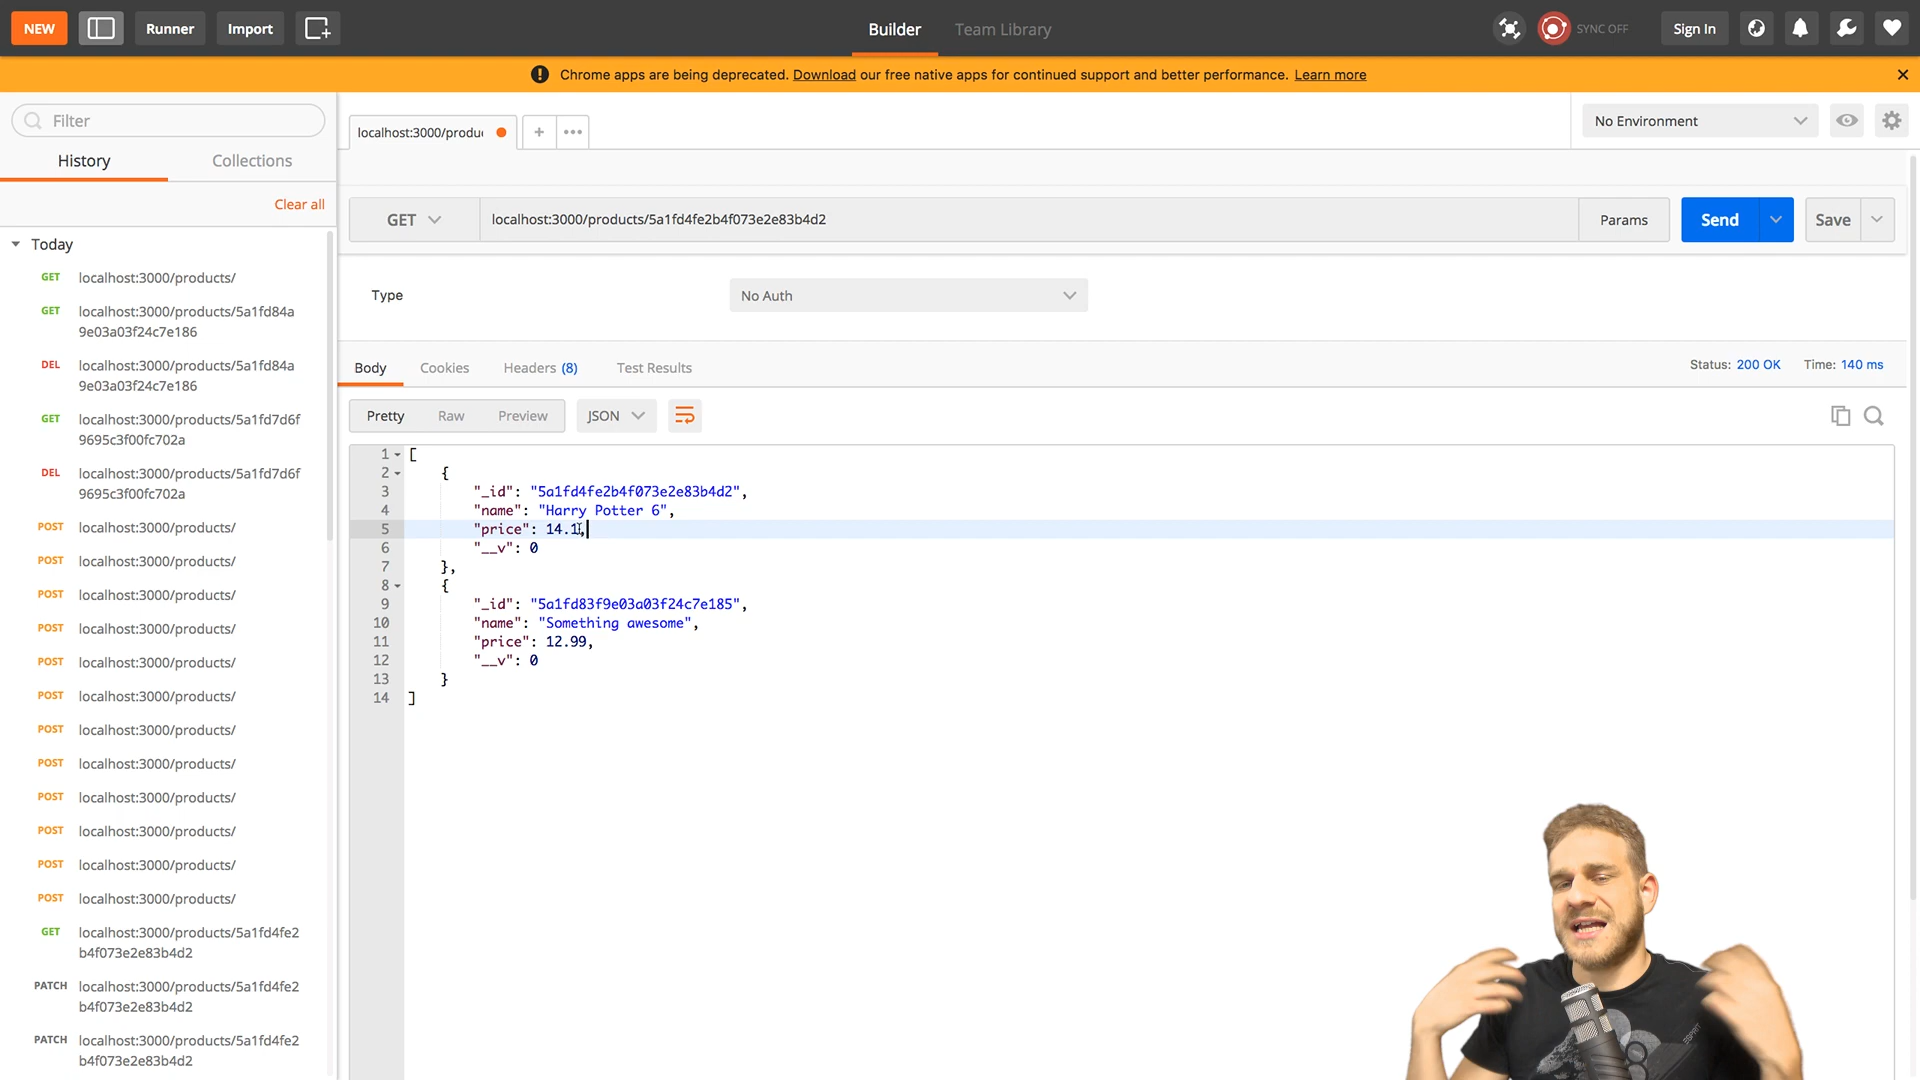 NEW
Runner
Import
Builder
Team Library
SYNC OFF
Sign In
Chrome apps are being deprecated. Download our free native apps for continued support and better performance. Learn more
Filter
History
Collections
Clear all
Today
GET localhost:3000/products/
GET localhost:3000/products/5a1fd84a
9e03a03f24c7e186
DEL localhost:3000/products/5a1fd84a
9e03a03f24c7e186
GET localhost:3000/products/5a1fd7d6f
9695c3f00fc702a
DEL localhost:3000/products/5a1fd7d6f
9695c3f00fc702a
POST localhost:3000/products/
POST localhost:3000/products/
POST localhost:3000/products/
POST localhost:3000/products/
POST localhost:3000/products/
POST localhost:3000/products/
POST localhost:3000/products/
POST localhost:3000/products/
POST localhost:3000/products/
POST localhost:3000/products/
POST localhost:3000/products/
POST localhost:3000/products/
GET localhost:3000/products/5a1fd4fe2
b4f073e2e83b4d2
PATCH localhost:3000/products/5a1fd4fe2
b4f073e2e83b4d2
PATCH localhost:3000/products/5a1fd4fe2
b4f073e2e83b4d2
localhost:3000/produ
No Environment
GET
localhost:3000/products/5a1fd4fe2b4f073e2e83b4d2
Params
Send
Save
Type
No Auth
Body
Cookies
Headers (8)
Test Results
Status: 200 OK
Time: 140 ms
Pretty
Raw
Preview
JSON
1 [
2 {
3 "_id": "5a1fd4fe2b4f073e2e83b4d2",
4 "name": "Harry Potter 6",
5 "price": 14.1,
6 "__v": 0
7 },
8 {
9 "_id": "5a1fd83f9e03a03f24c7e185",
10 "name": "Something awesome",
11 "price": 12.99,
12 "__v": 0
13 }
14 ]
ESPRIT